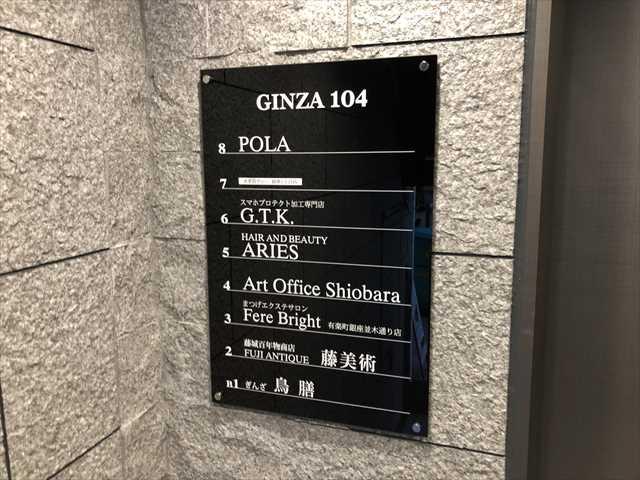 GINZA 104
8 POLA
7
スマホプロテクト加工専門店
6 G.T.K.
HAIR AND BEAUTY
5 ARIES
4 Art Office Shiobara
まつげエクステサロン
3 Fere Bright 有楽町銀座並木通り店
藤城百年物商店
2 FUJI ANTIQUE 藤美術
n1 ぎんざ 鳥膳